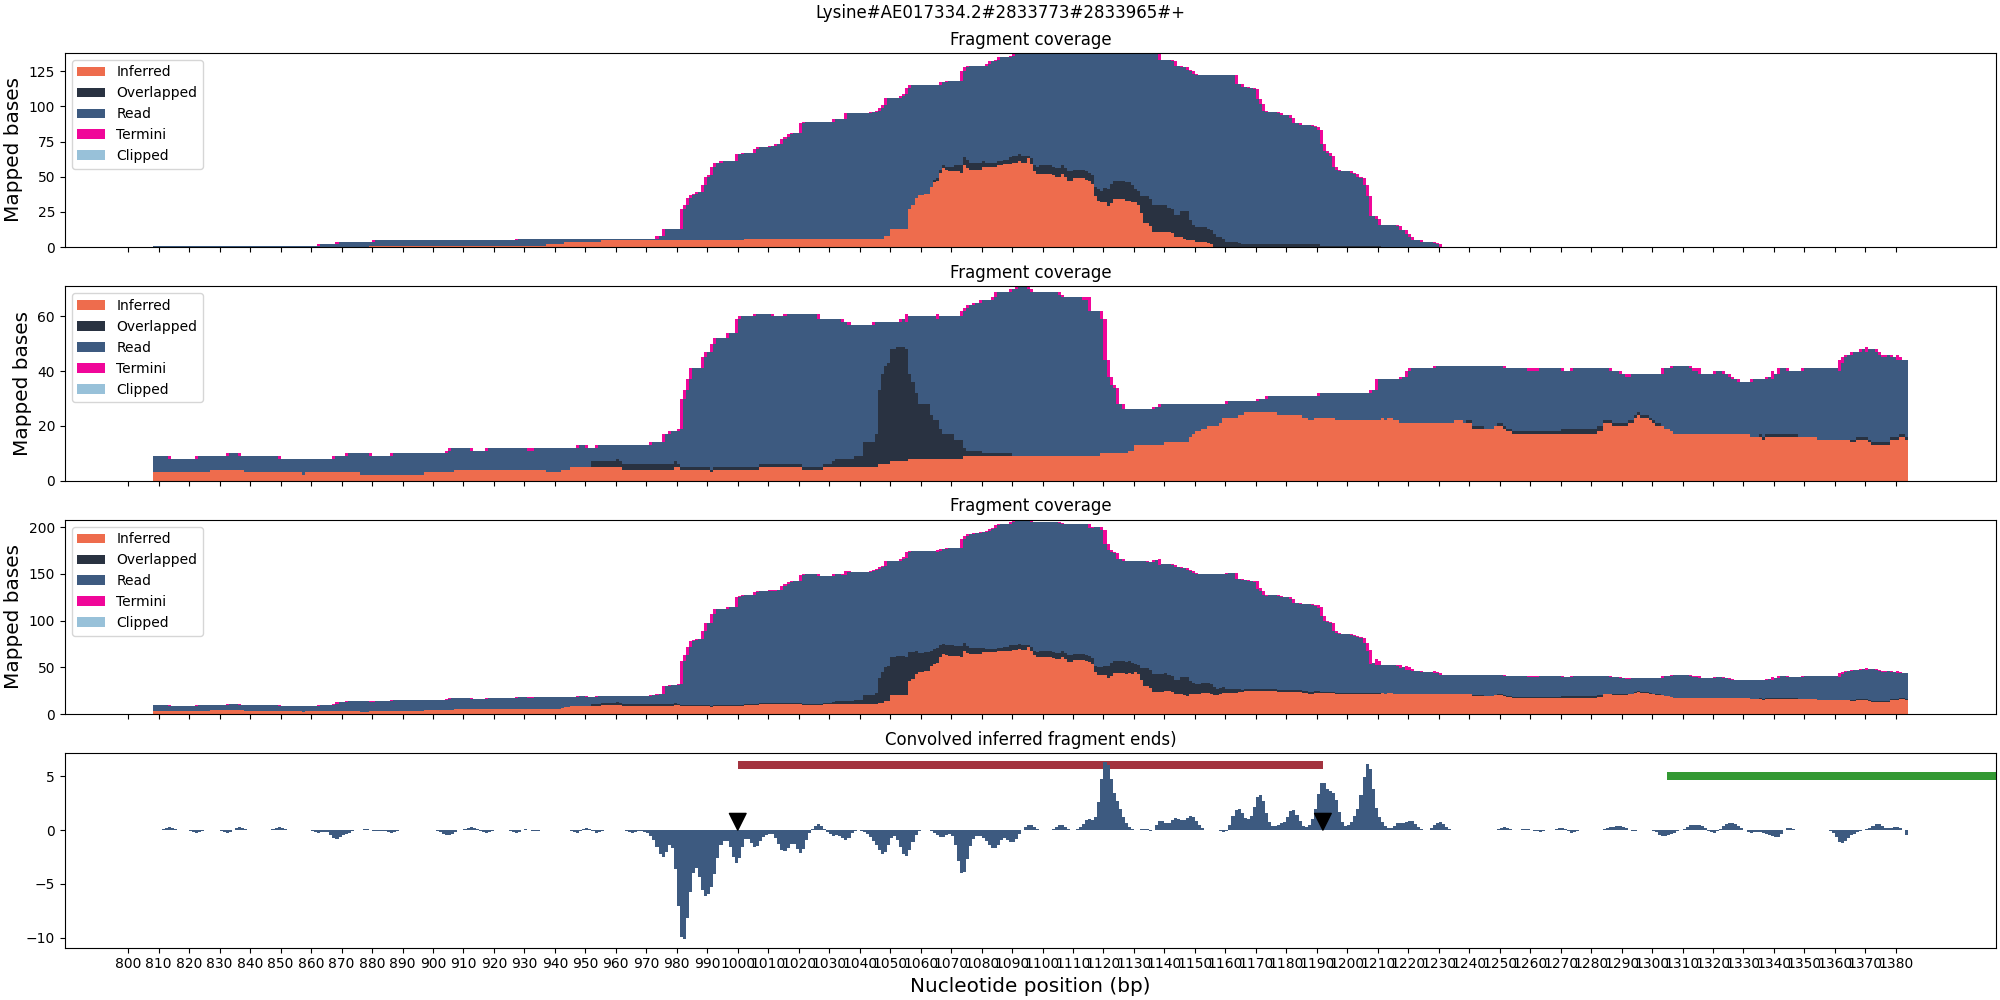 Lysine#AE017334.2#2833773#2833965#+
Fragment coverage
Mapped bases
125
100
75
50
25
0
Inferred
Overlapped
Read
Termini
Clipped
Fragment coverage
Mapped bases
60
40
20
0
Inferred
Overlapped
Read
Termini
Clipped
Fragment coverage
Mapped bases
200
150
100
50
0
Inferred
Overlapped
Read
Termini
Clipped
Convolved inferred fragment ends)
5
0
−5
−10
800 810 820 830 840 850 860 870 880 890 900 910 920 930 940 950 960 970 980 990 1000 1010 1020 1030 1040 1050 1060 1070 1080 1090 1100 1110 1120 1130 1140 1150 1160 1170 1180 1190 1200 1210 1220 1230 1240 1250 1260 1270 1280 1290 1300 1310 1320 1330 1340 1350 1360 1370 1380
Nucleotide position (bp)